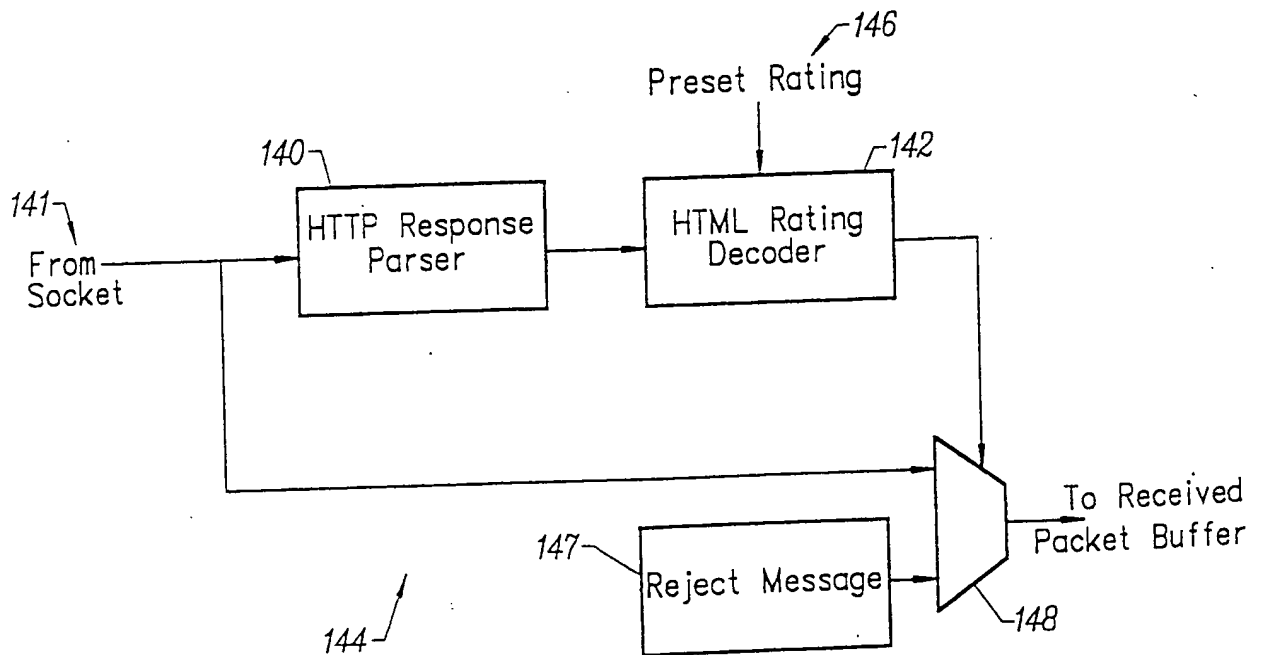 146
Preset Rating
140
142
141
HTTP Response
Parser
HTML Rating
Decoder
From
Socket
To Received
Packet Buffer
147
Reject Message
148
144